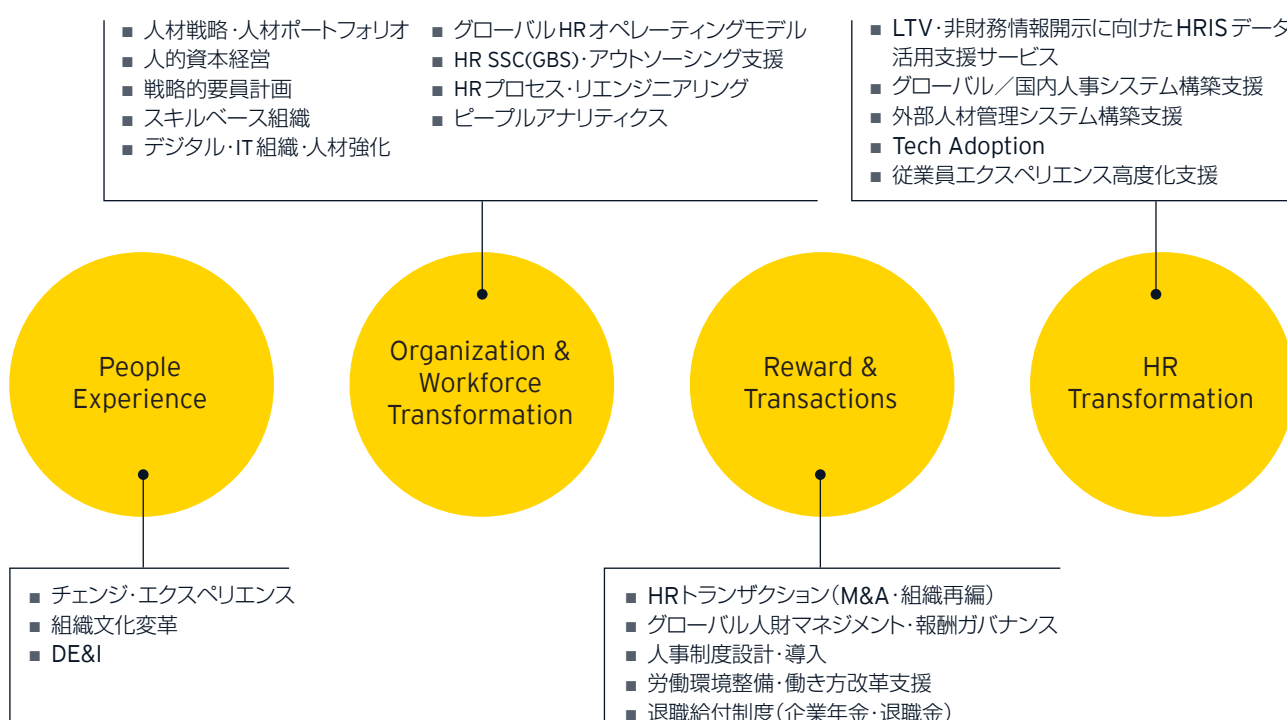 ■ 人材戦略・人材ポートフォリオ
■ 人的資本経営
■ 戦略的要員計画
■ スキルベース組織
■ デジタル・IT組織・人材強化
■ グローバルHRオペレーティングモデル
■ HR SSC(GBS)・アウトソーシング支援
■ HRプロセス・リエンジニアリング
■ ピープルアナリティクス
■ LTV・非財務情報開示に向けたHRISデータ
活用支援サービス
■ グローバル／国内人事システム構築支援
■ 外部人材管理システム構築支援
■ Tech Adoption
■ 従業員エクスペリエンス高度化支援
People
Experience
Organization &
Workforce
Transformation
Reward &
Transactions
HR
Transformation
■ チェンジ・エクスペリエンス
■ 組織文化変革
■ DE&I
■ HRトランザクション（M&A・組織再編）
■ グローバル人財マネジメント・報酬ガバナンス
■ 人事制度設計・導入
■ 労働環境整備・働き方改革支援
■ 退職給付制度（企業年金・退職金）